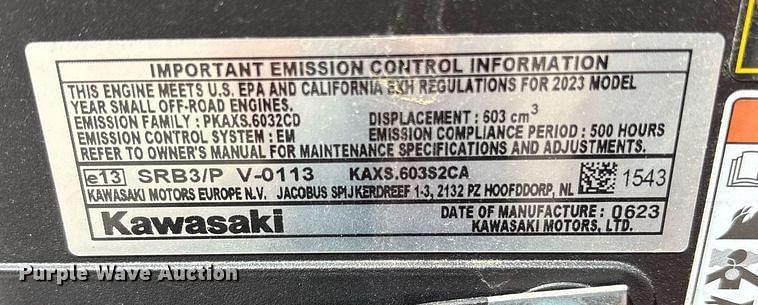 IMPORTANT EMISSION CONTROL INFORMATION
THIS ENGINE MEETS U.S. EPA AND CALIFORNIA EXH REGULATIONS FOR 2023 MODEL
YEAR SMALL OFF-ROAD ENGINES.
EMISSION FAMILY : PKAXS.6032CD DISPLACEMENT : 603 cm³
EMISSION CONTROL SYSTEM : EM EMISSION COMPLIANCE PERIOD : 500 HOURS
REFER TO OWNER'S MANUAL FOR MAINTENANCE SPECIFICATIONS AND ADJUSTMENTS
e13 SRB3/P V-0113 KAXS.603S2CA
KAWASAKI MOTORS EUROPE N.V. JACOBUS SPIJKERDREEF 1-3, 2132 PZ HOOFDDORP, NL 1543
Kawasaki
DATE OF MANUFACTURE : 0623
KAWASAKI MOTORS, LTD.
Purple Wave Auction